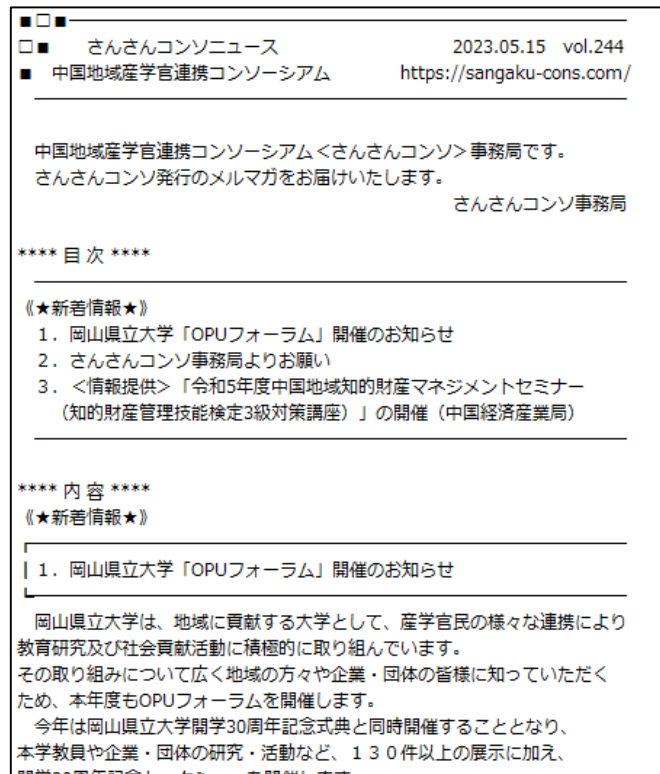 ■□■
□■ さんさんコンソニュース 2023.05.15 vol.244
■ 中国地域産学官連携コンソーシアム https://sangaku-cons.com/
中国地域産学官連携コンソーシアム＜さんさんコンソ＞事務局です。
さんさんコンソ発行のメルマガをお届けいたします。
さんさんコンソ事務局
**** 目 次 ****
《★新着情報★》
１．岡山県立大学「OPUフォーラム」開催のお知らせ
２．さんさんコンソ事務局よりお願い
３．＜情報提供＞「令和5年度中国地域知的財産マネジメントセミナー
（知的財産管理技能検定3級対策講座）」の開催（中国経済産業局）
**** 内 容 ****
《★新着情報★》
１．岡山県立大学「OPUフォーラム」開催のお知らせ
岡山県立大学は、地域に貢献する大学として、産学官民の様々な連携により
教育研究及び社会貢献活動に積極的に取り組んでいます。
その取り組みについて広く地域の方々や企業・団体の皆様に知っていただく
ため、本年度もOPUフォーラムを開催します。
今年は岡山県立大学開学30周年記念式典と同時開催することとなり、
本学教員や企業・団体の研究・活動など、１３０件以上の展示に加え、